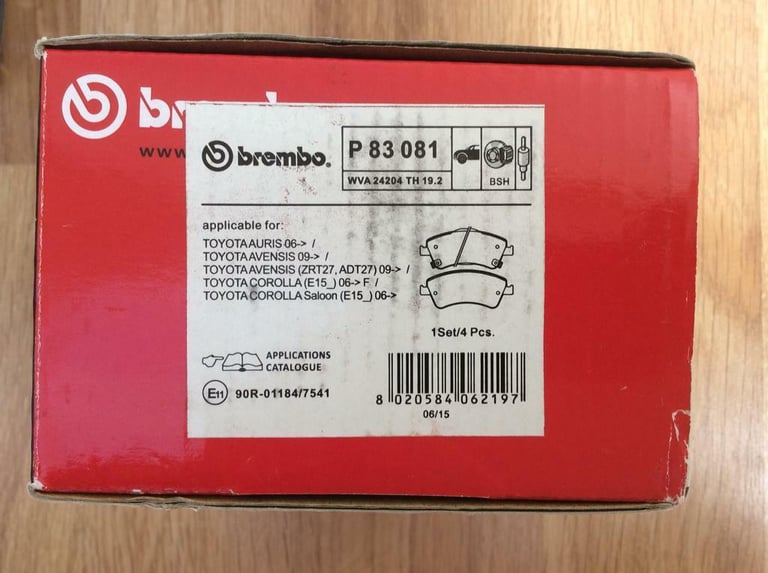 br
www.
brembo.
P 83 081
WVA 24204 TH 19.2
BSH
applicable for:
TOYOTA AURIS 06-> /
TOYOTA AVENSIS 09-> /
TOYOTA AVENSIS (ZRT27, ADT27) 09-> /
TOYOTA COROLLA (E15_) 06-> F /
TOYOTA COROLLA Saloon (E15_) 06->
1Set/4 Pcs.
APPLICATIONS
CATALOGUE
E11 90R-01184/7541
8 020584 062197
06/15